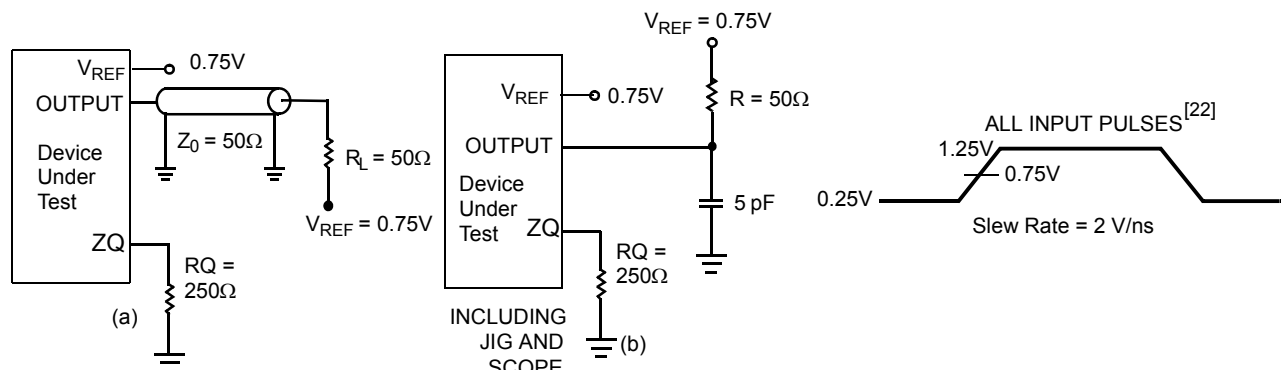 V_REF 0.75V
OUTPUT
Z0 = 50Ω
Device
Under
Test
R_L = 50Ω
V_REF = 0.75V
ZQ
RQ =
250Ω
(a)
V_REF = 0.75V
R = 50Ω
V_REF 0.75V
OUTPUT
Device
Under
Test
5 pF
ZQ
RQ =
250Ω
INCLUDING
JIG AND
SCOPE
(b)
ALL INPUT PULSES[22]
1.25V
0.75V
0.25V
Slew Rate = 2 V/ns